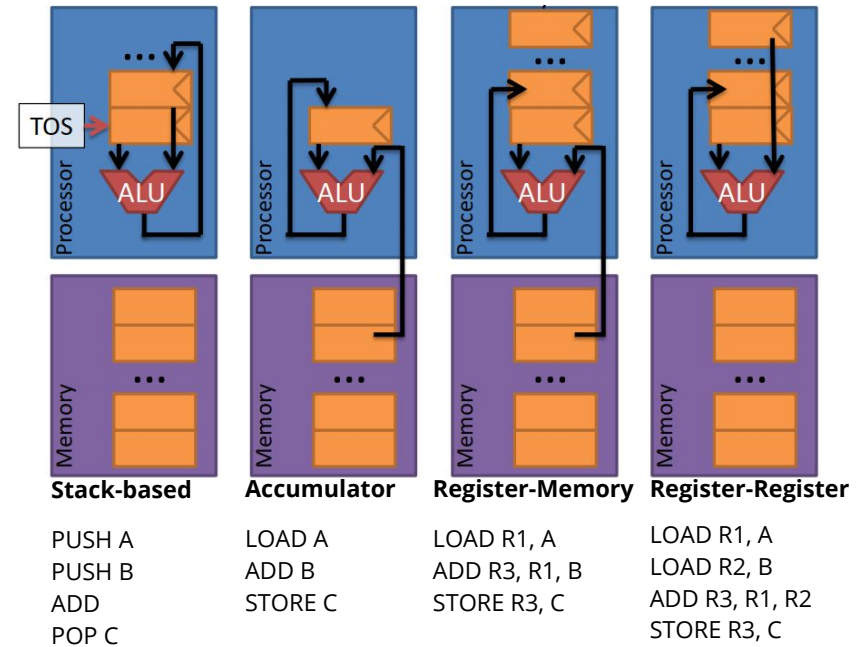 TOS
ALU
Processor
Memory
ALU
Processor
Memory
ALU
Processor
Memory
ALU
Processor
Memory
Stack-based
PUSH A
PUSH B
ADD
POP C
Accumulator
LOAD A
ADD B
STORE C
Register-Memory
LOAD R1, A
ADD R3, R1, B
STORE R3, C
Register-Register
LOAD R1, A
LOAD R2, B
ADD R3, R1, R2
STORE R3, C